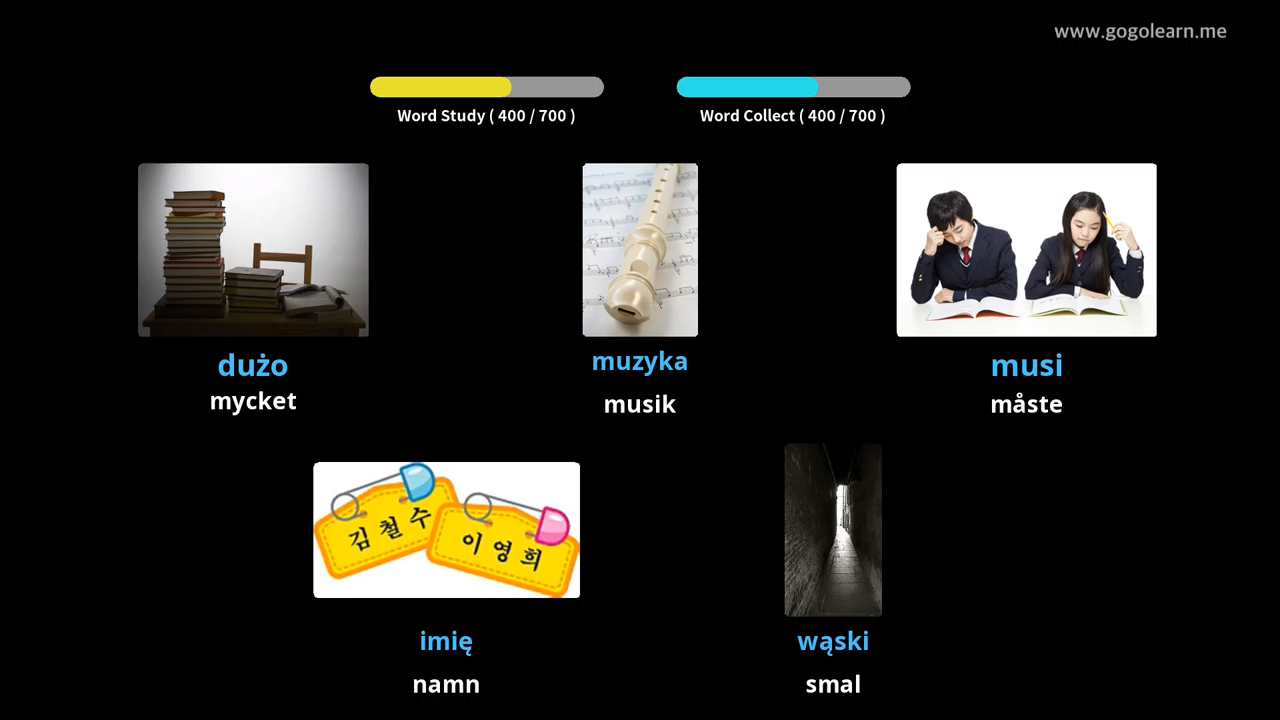 www.gogolearn.me
Word Study ( 400 / 700 )
Word Collect ( 400 / 700 )
dużo
mycket
muzyka
musik
musi
måste
김철수
이영희
imię
namn
wąski
smal